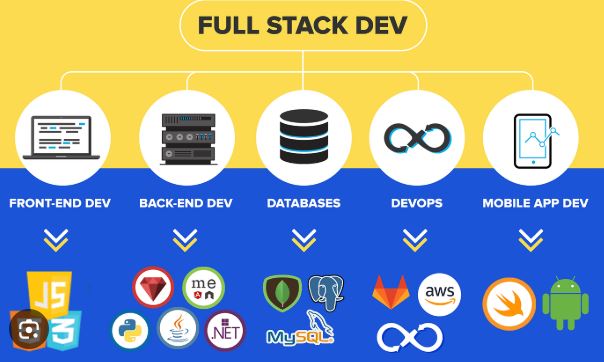 FULL STACK DEV
FRONT-END DEV
BACK-END DEV
DATABASES
DEVOPS
MOBILE APP DEV
JS
3
me
an
.NET
aws
MySQL